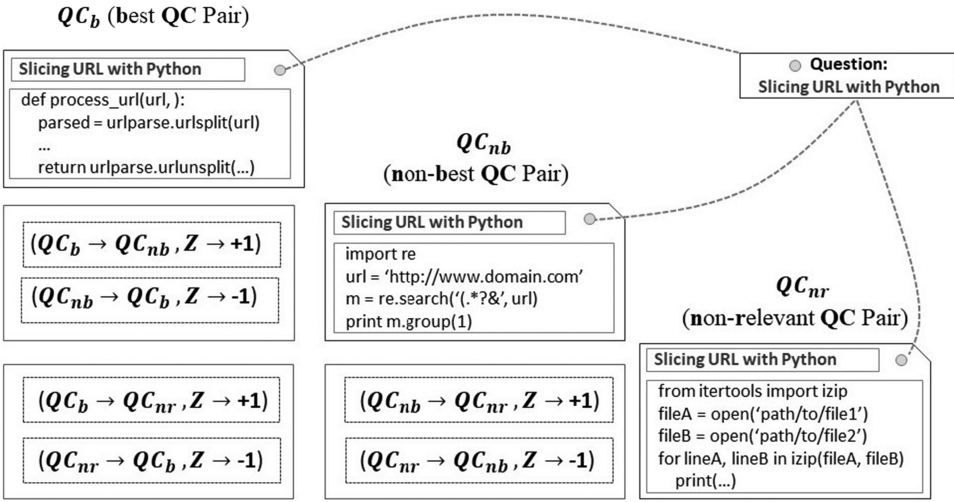 QC_b (best QC Pair)
Slicing URL with Python
def process_url(url, ):
parsed = urlparse.urlsplit(url)
...
return urlparse.urlunsplit(...)
Question:
Slicing URL with Python
QC_nb
(non-best QC Pair)
Slicing URL with Python
import re
url = ‘http://www.domain.com’
m = re.search(‘(.*?&’, url)
print m.group(1)
(QC_b → QC_nb , Z → +1)
(QC_nb → QC_b , Z → -1)
QC_nr
(non-relevant QC Pair)
Slicing URL with Python
from itertools import izip
fileA = open(‘path/to/file1’)
fileB = open(‘path/to/file2’)
for lineA, lineB in izip(fileA, fileB)
print(...)
(QC_b → QC_nr , Z → +1)
(QC_nr → QC_b , Z → -1)
(QC_nb → QC_nr , Z → +1)
(QC_nr → QC_nb , Z → -1)